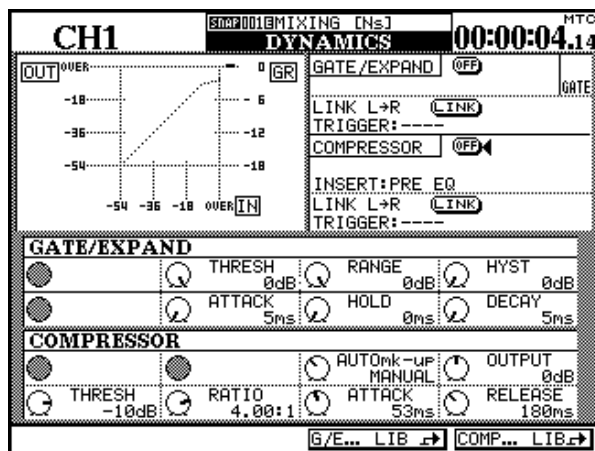 CH1
SNAP001 MIXING [Ns]
DYNAMICS
MTC
00:00:04.14
OUT
OVER
0
GR
-18
6
-36
-12
-54
-18
-54 -36 -18 OVER IN
GATE/EXPAND OFF
GATE
LINK L→R LINK
TRIGGER:----
COMPRESSOR OFF
INSERT:PRE EQ
LINK L→R LINK
TRIGGER:----
GATE/EXPAND
THRESH 0dB RANGE 0dB HYST 0dB
ATTACK 5ms HOLD 0ms DECAY 5ms
COMPRESSOR
AUTOmk-up MANUAL OUTPUT 0dB
THRESH -10dB RATIO 4.00:1 ATTACK 53ms RELEASE 180ms
G/E... LIB COMP... LIB